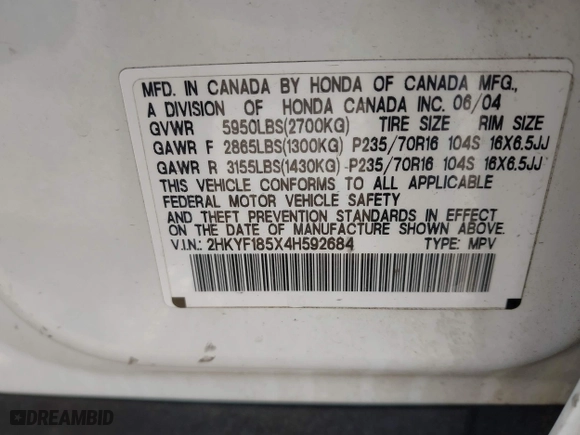 MFD. IN CANADA BY HONDA OF CANADA MFG.,
A DIVISION OF HONDA CANADA INC. 06/04
GVWR 5950LBS(2700KG) TIRE SIZE RIM SIZE
GAWR F 2865LBS(1300KG) P235/70R16 104S 16X6.5JJ
GAWR R 3155LBS(1430KG) P235/70R16 104S 16X6.5JJ
THIS VEHICLE CONFORMS TO ALL APPLICABLE
FEDERAL MOTOR VEHICLE SAFETY
AND THEFT PREVENTION STANDARDS IN EFFECT
ON THE DATE OF MANUFACTURE SHOWN ABOVE.
V.I.N.: 2HKYF185X4H592684 TYPE: MPV
DREAMBID